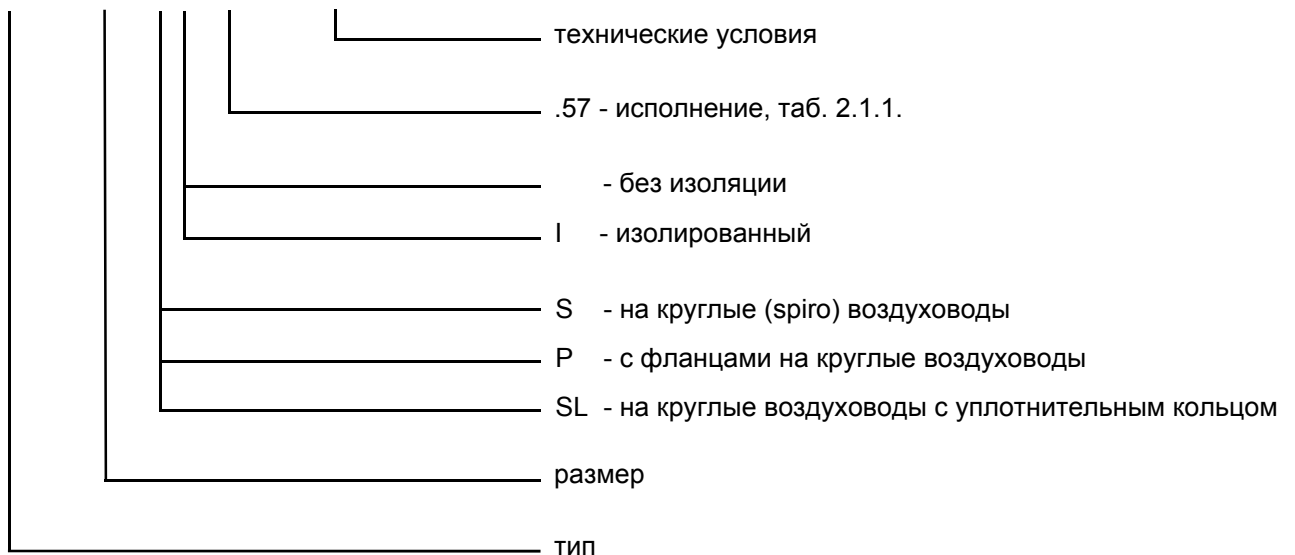 технические условия
.57 - исполнение, таб. 2.1.1.
- без изоляции
I - изолированный
S - на круглые (spiro) воздуховоды
P - с фланцами на круглые воздуховоды
SL - на круглые воздуховоды с уплотнительным кольцом
размер
тип